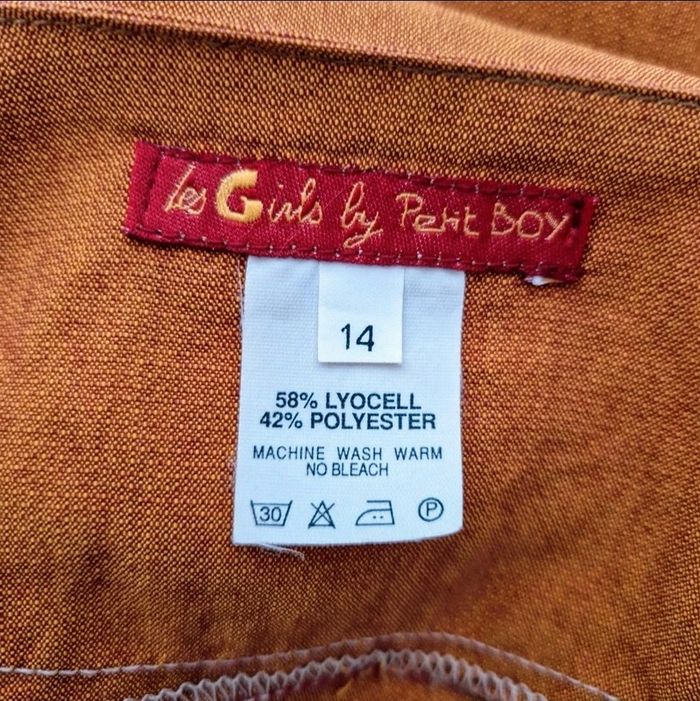 les Girls by Petit BOY
14
58% LYOCELL
42% POLYESTER
MACHINE WASH WARM
NO BLEACH
30 P